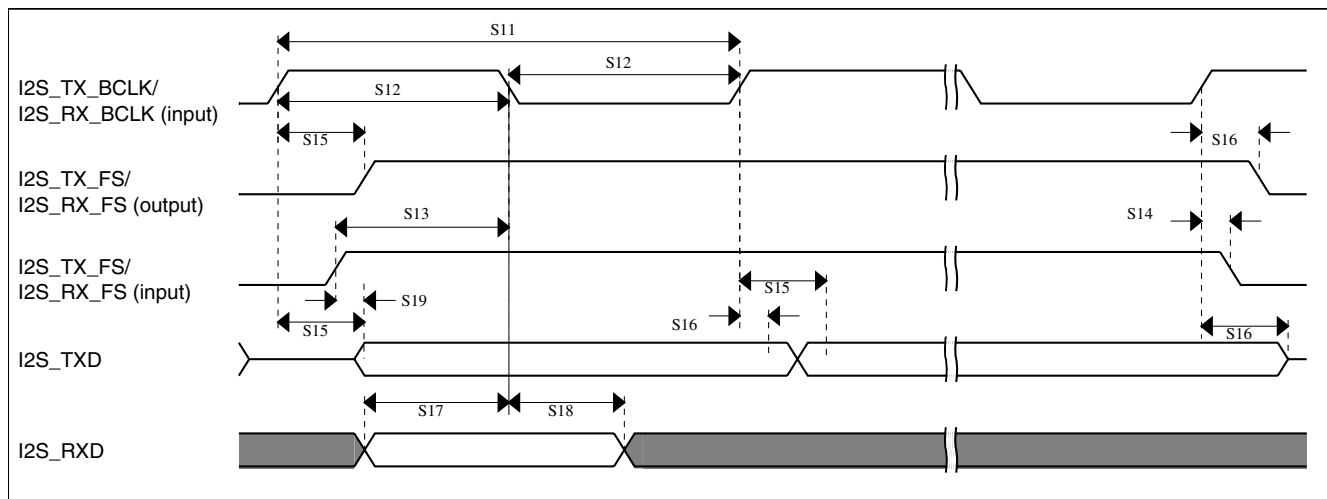 S11
S12
I2S_TX_BCLK/
I2S_RX_BCLK (input)
S12
S15
S16
I2S_TX_FS/
I2S_RX_FS (output)
S13
S14
I2S_TX_FS/
I2S_RX_FS (input)
S15
S19
S15
S16
S16
I2S_TXD
S17
S18
I2S_RXD